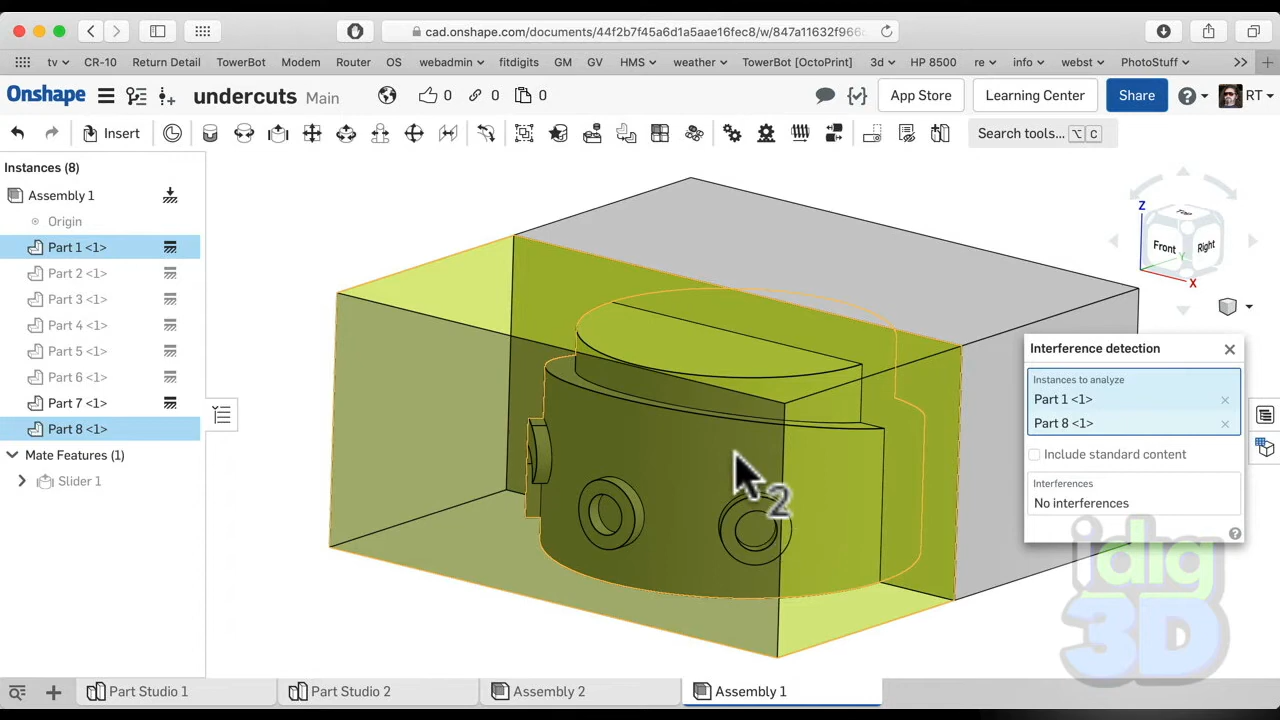 cad.onshape.com/documents/44f2b7f45a6d1a5aae16fec8/w/847a11632f966c...
tv CR-10 Return Detail TowerBot Modem Router OS webadmin fitdigits GM GV HMS weather TowerBot [OctoPrint] 3d HP 8500 re info webst PhotoStuff
Onshape undercuts Main 0 0 0 App Store Learning Center Share RT
Insert Search tools... ⌥ C
Instances (8)
Assembly 1
Origin
Part 1 <1>
Part 2 <1>
Part 3 <1>
Part 4 <1>
Part 5 <1>
Part 6 <1>
Part 7 <1>
Part 8 <1>
Mate Features (1)
Slider 1
Z
Top
Front
Right
Y
X
Interference detection
Instances to analyze
Part 1 <1>
Part 8 <1>
Include standard content
Interferences
No interferences
2
idig
3D
Part Studio 1 Part Studio 2 Assembly 2 Assembly 1